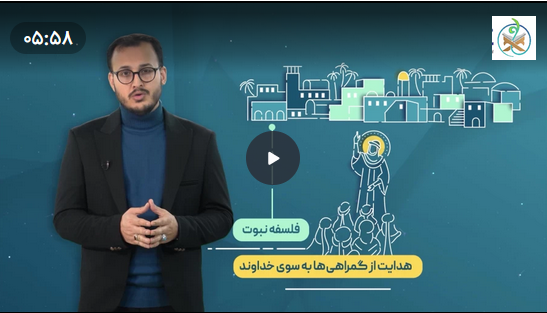 ۰۵:۵۸
فلسفه نبوت
هدایت از گمراهی‌ها به سوی خداوند